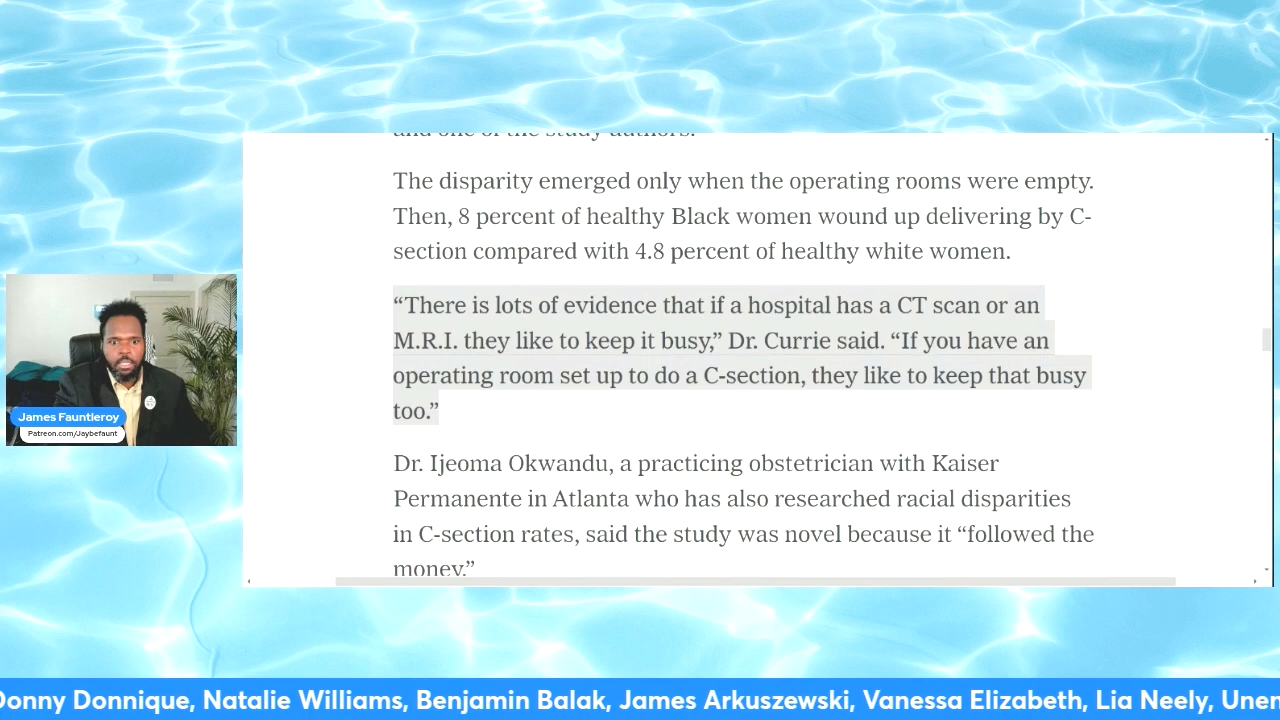 and one of the study authors.
The disparity emerged only when the operating rooms were empty.
Then, 8 percent of healthy Black women wound up delivering by C-
section compared with 4.8 percent of healthy white women.
“There is lots of evidence that if a hospital has a CT scan or an
M.R.I. they like to keep it busy,” Dr. Currie said. “If you have an
operating room set up to do a C-section, they like to keep that busy
too.”
Dr. Ijeoma Okwandu, a practicing obstetrician with Kaiser
Permanente in Atlanta who has also researched racial disparities
in C-section rates, said the study was novel because it “followed the
money.”
James Fauntleroy
Patreon.com/Jaybefaunt
Donny Donnique, Natalie Williams, Benjamin Balak, James Arkuszewski, Vanessa Elizabeth, Lia Neely,